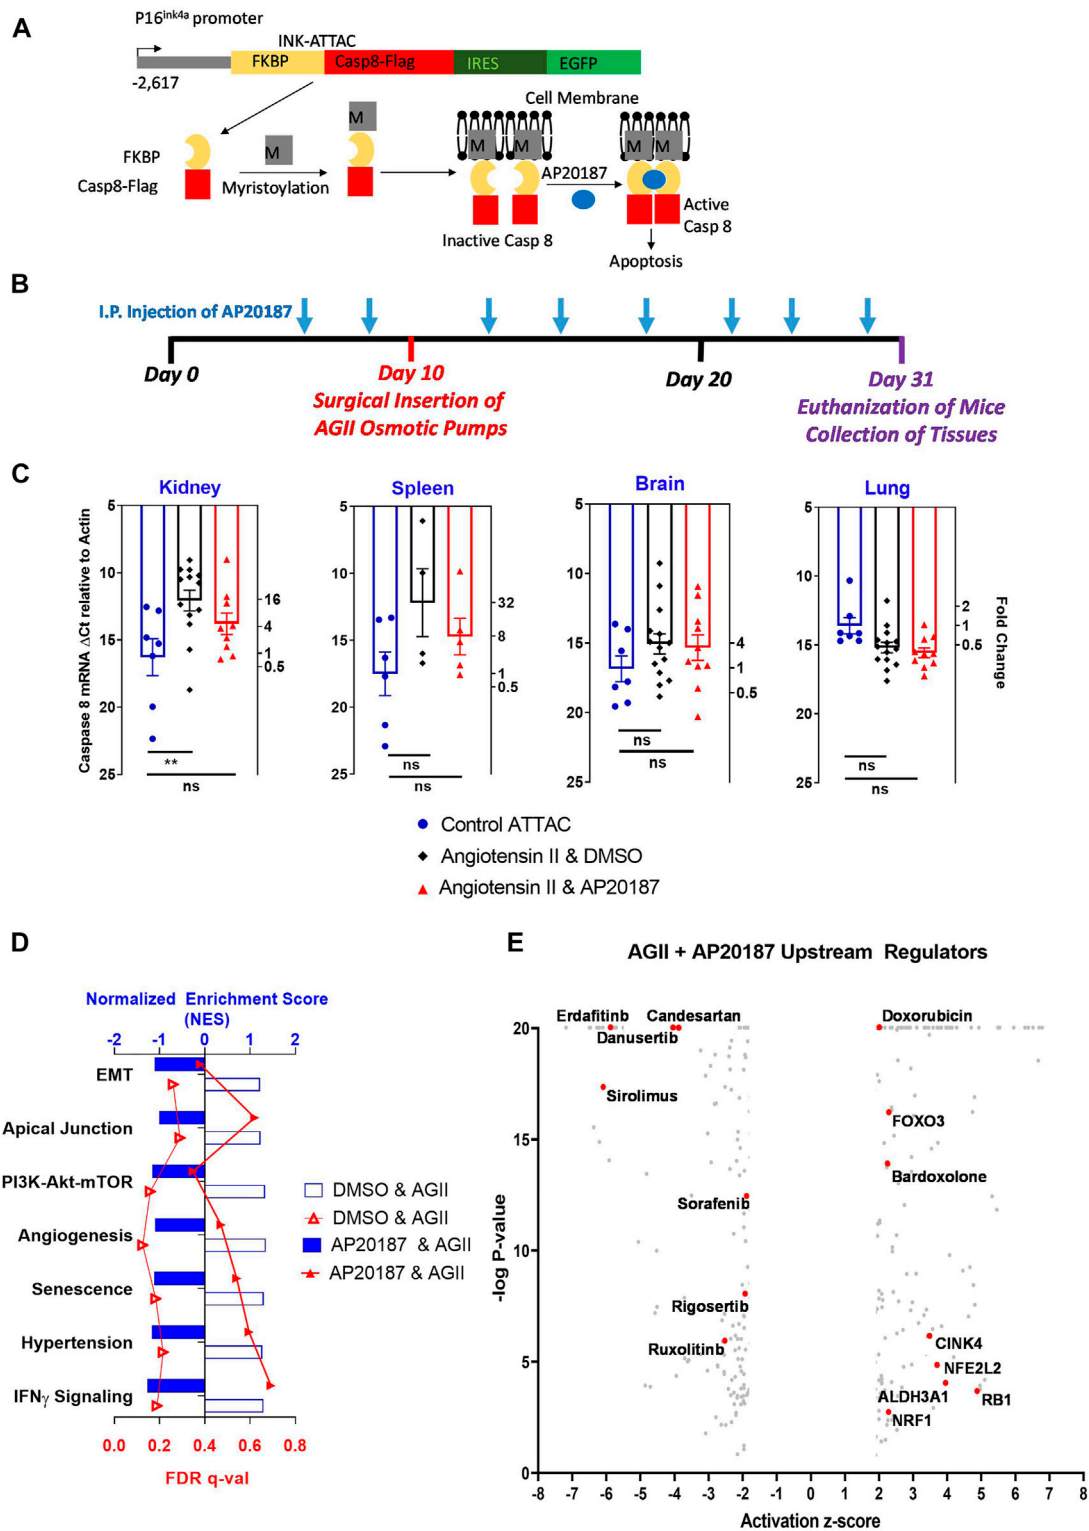 A
P16ink4a promoter
INK-ATTAC
FKBP Casp8-Flag IRES EGFP
-2,617
Cell Membrane
M
M
M M M M
FKBP
Casp8-Flag
Myristoylation
AP20187
Inactive Casp 8
Active
Casp 8
Apoptosis
B
I.P. Injection of AP20187
Day 0
Day 10
Surgical Insertion of
AGII Osmotic Pumps
Day 20
Day 31
Euthanization of Mice
Collection of Tissues
C
Caspase 8 mRNA ΔCt relative to Actin
Kidney
5
10
15
20
25
16
4
1
0.5
**
ns
Spleen
5
10
15
20
25
32
8
1
0.5
ns
ns
Brain
5
10
15
20
25
4
1
0.5
ns
ns
Lung
5
10
15
20
25
2
1
0.5
ns
ns
Fold Change
Control ATTAC
Angiotensin II & DMSO
Angiotensin II & AP20187
D
Normalized Enrichment Score
(NES)
-2 -1 0 1 2
EMT
Apical Junction
PI3K-Akt-mTOR
Angiogenesis
Senescence
Hypertension
IFNγ Signaling
0.0 0.2 0.4 0.6 0.8
FDR q-val
DMSO & AGII
DMSO & AGII
AP20187 & AGII
AP20187 & AGII
E
AGII + AP20187 Upstream Regulators
-log P-value
20
15
10
5
0
Erdafitinb
Candesartan
Danusertib
Doxorubicin
Sirolimus
FOXO3
Bardoxolone
Sorafenib
Rigosertib
Ruxolitinb
CINK4
NFE2L2
ALDH3A1
RB1
NRF1
-8 -7 -6 -5 -4 -3 -2 -1 0 1 2 3 4 5 6 7 8
Activation z-score